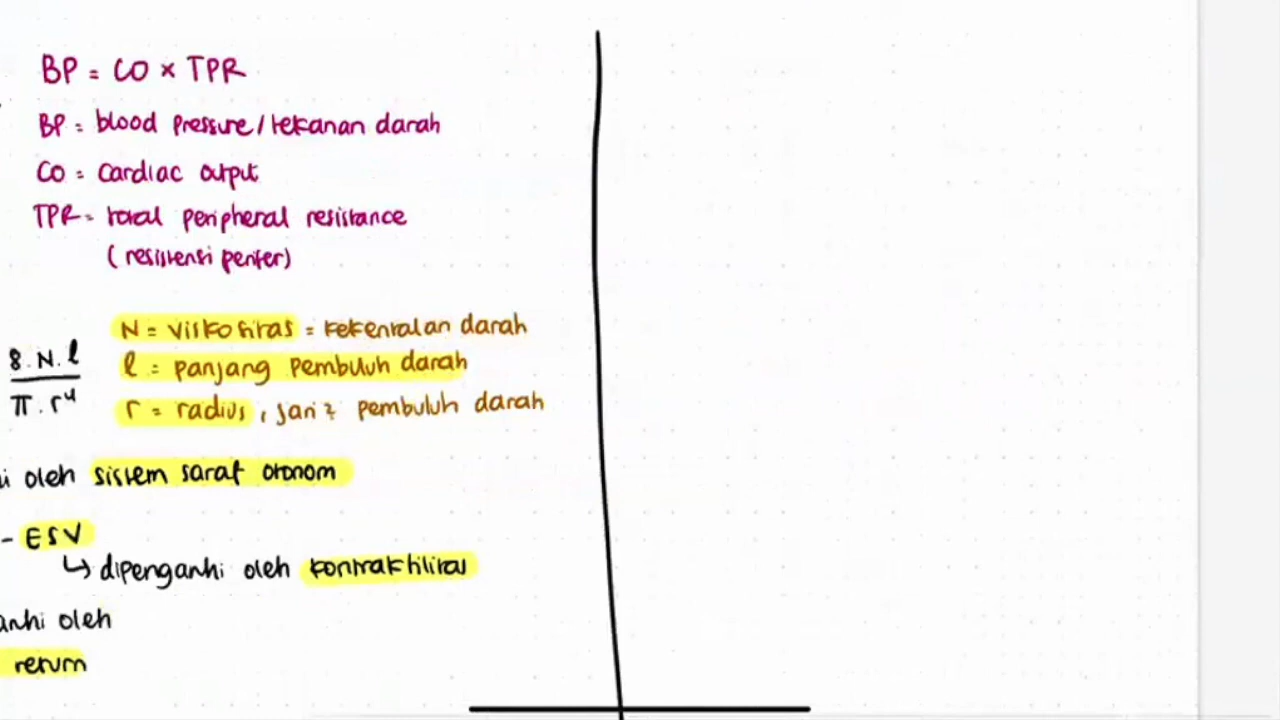 BP = CO × TPR
BP = blood pressure / tekanan darah
CO = cardiac output
TPR = total peripheral resistance
(resistensi perifer)
N = viskositas = kekentalan darah
8.N.l
l = panjang pembuluh darah
π.r⁴
r = radius, jari2 pembuluh darah
oleh sistem saraf otonom
- ESV
↳ dipengaruhi oleh kontraktilitas
oleh
return